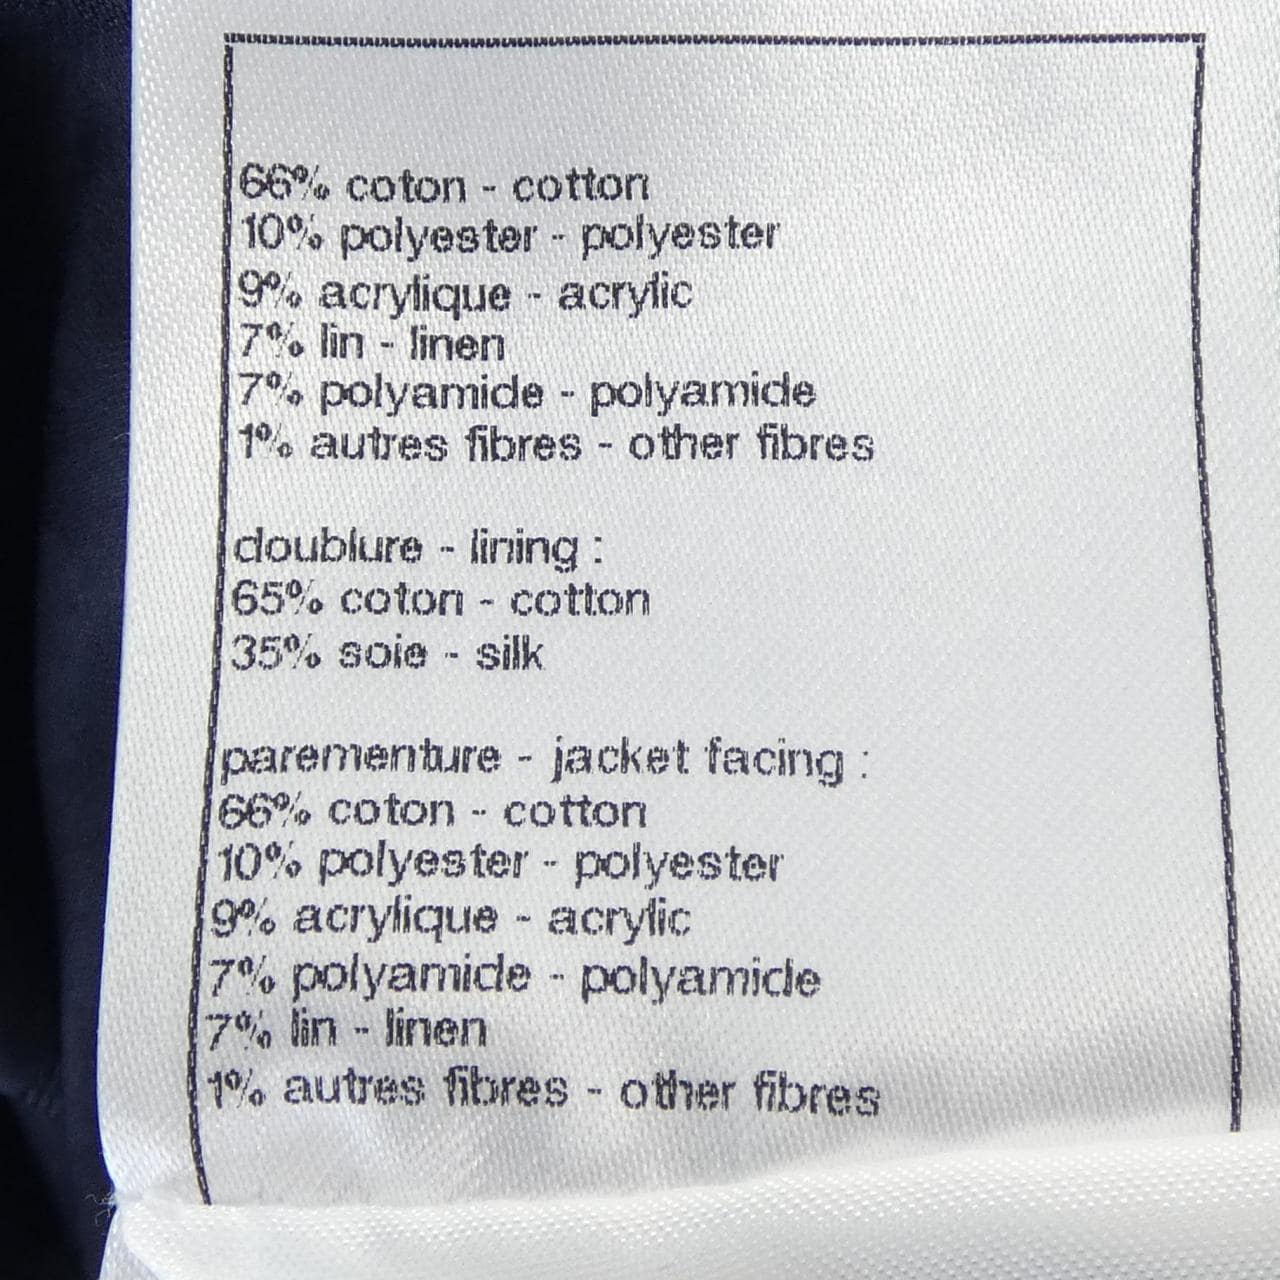 66% coton - cotton
10% polyester - polyester
9% acrylique - acrylic
7% lin - linen
7% polyamide - polyamide
1% autres fibres - other fibres
doublure - lining :
65% coton - cotton
35% soie - silk
parementure - jacket facing :
66% coton - cotton
10% polyester - polyester
9% acrylique - acrylic
7% polyamide - polyamide
7% lin - linen
1% autres fibres - other fibres